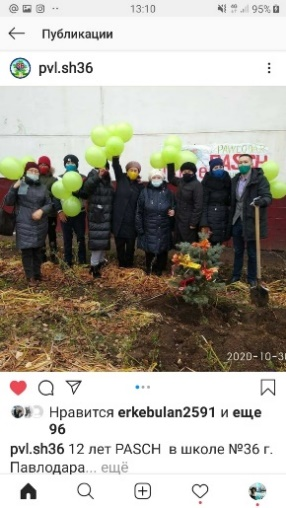 13:10
95%
Публикации
pvl.sh36
PASCH
2020-10-30
Нравится erkebulan2591 и еще
96
pvl.sh36 12 лет PASCH в школе №36 г.
Павлодара... ещё